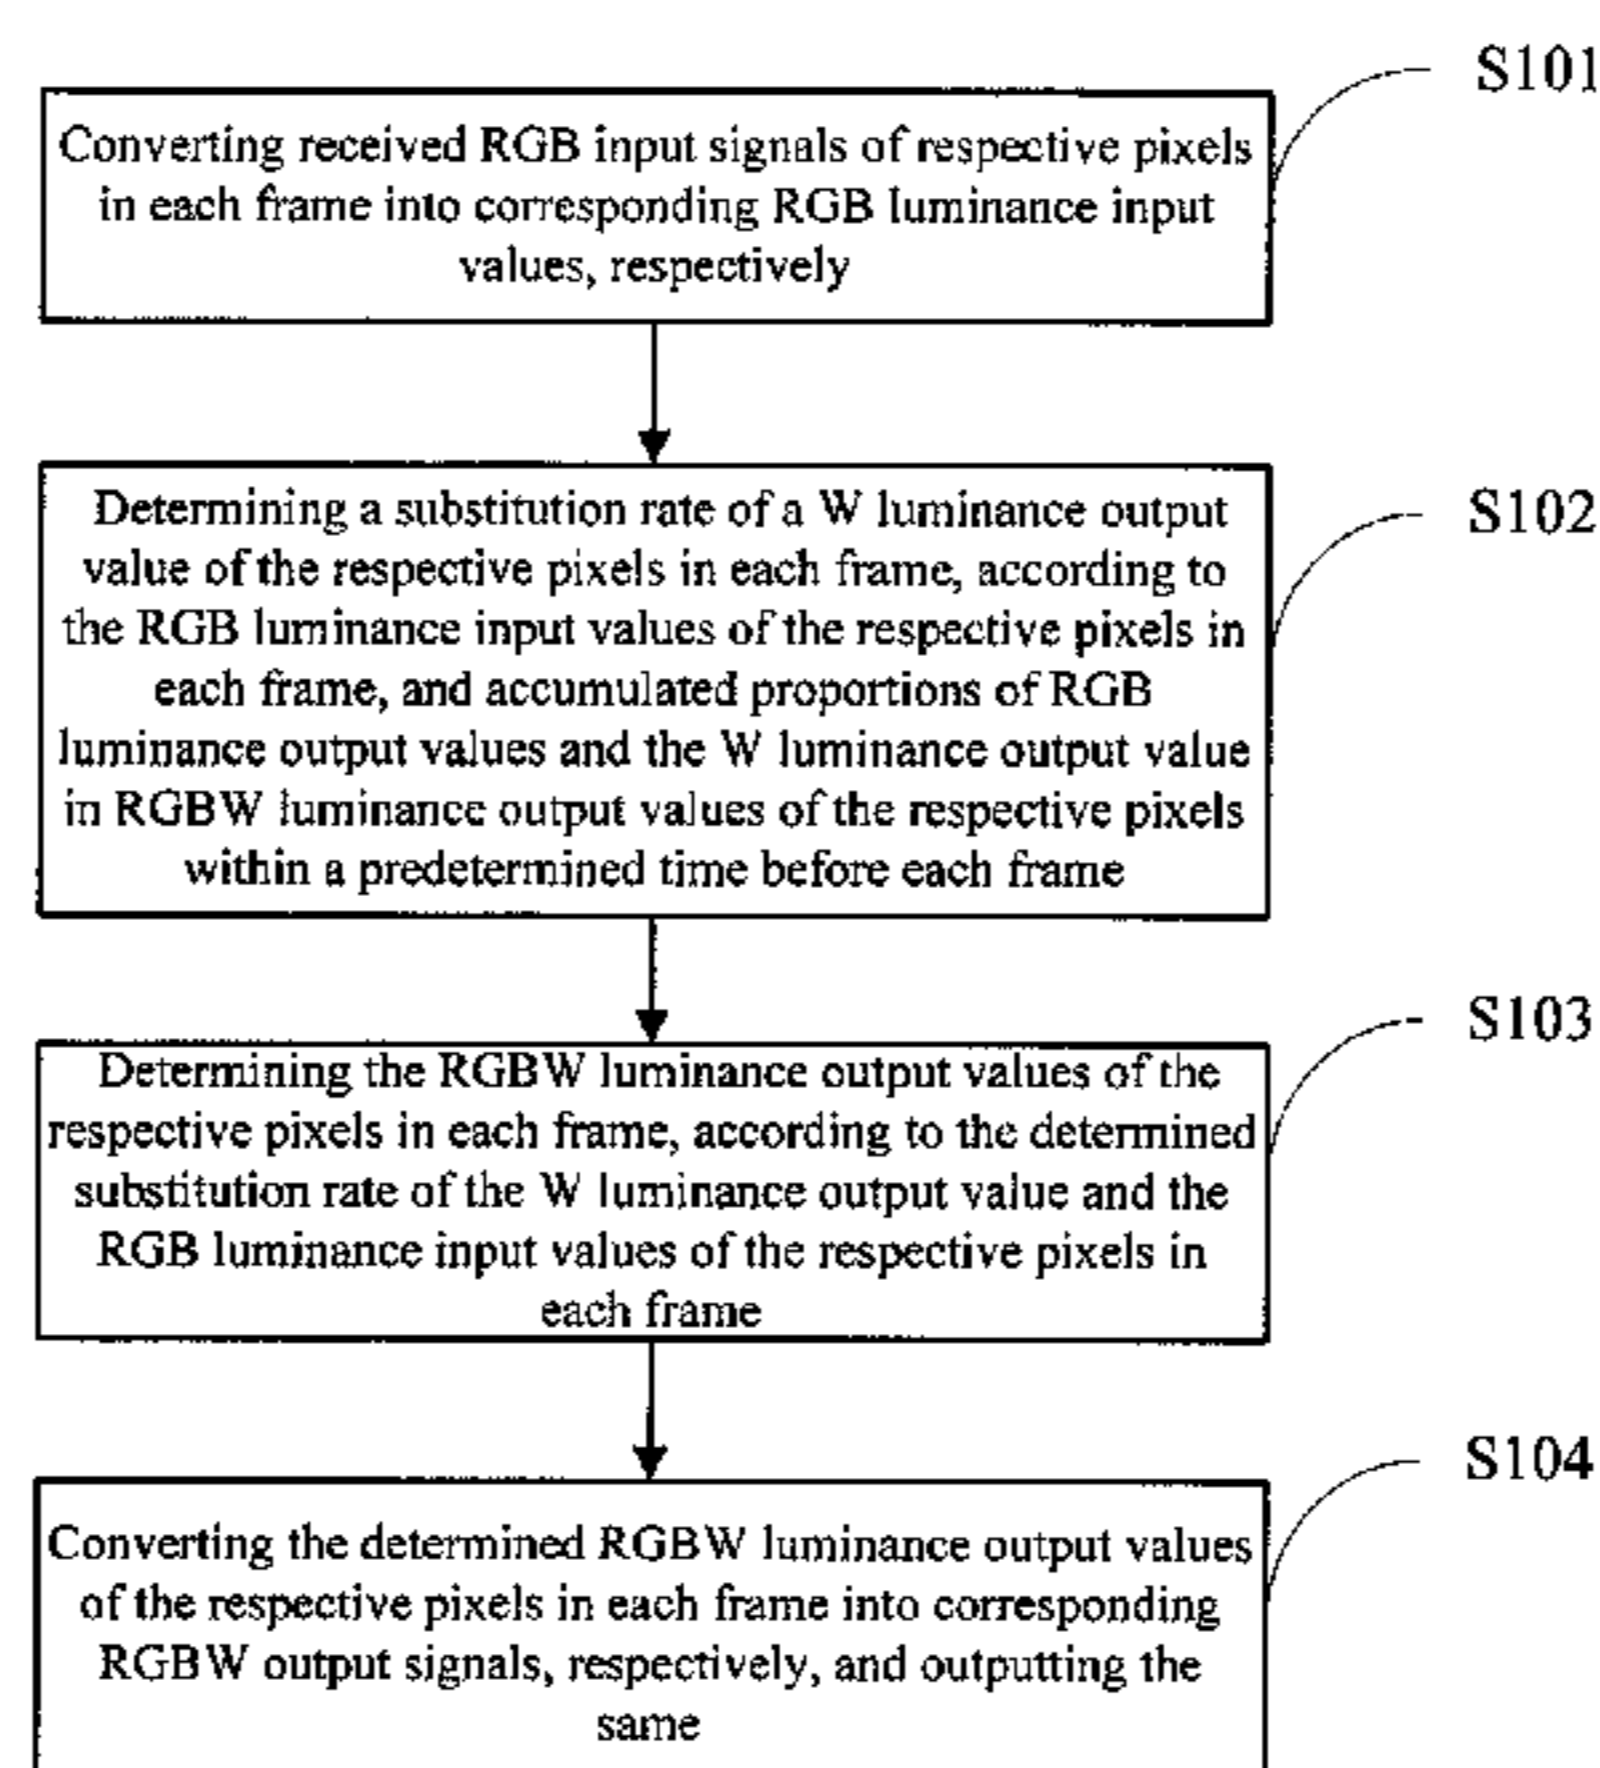 S101
Converting received RGB input signals of respective pixels
in each frame into corresponding RGB luminance input
values, respectively
S102
Determining a substitution rate of a W luminance output
value of the respective pixels in each frame, according to
the RGB luminance input values of the respective pixels in
each frame, and accumulated proportions of RGB
luminance output values and the W luminance output value
in RGBW luminance output values of the respective pixels
within a predetermined time before each frame
S103
Determining the RGBW luminance output values of the
respective pixels in each frame, according to the determined
substitution rate of the W luminance output value and the
RGB luminance input values of the respective pixels in
each frame
S104
Converting the determined RGBW luminance output values
of the respective pixels in each frame into corresponding
RGBW output signals, respectively, and outputting the
same